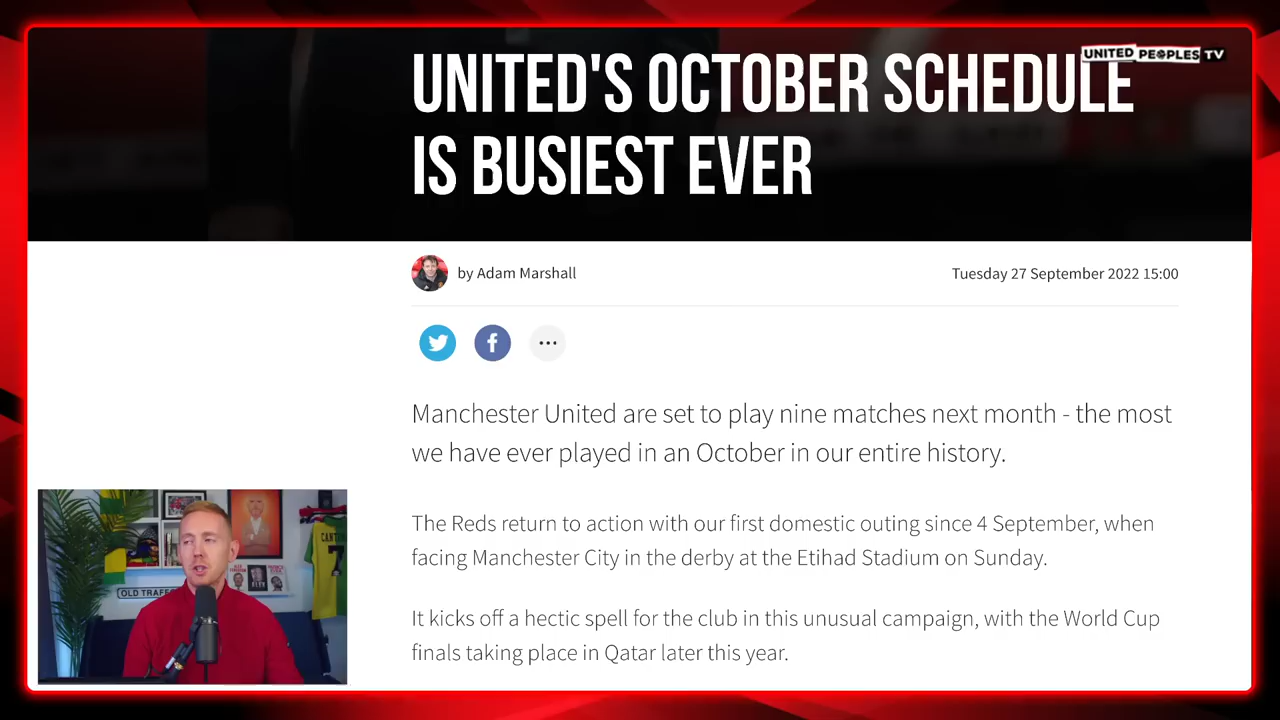 UNITED PEOPLES TV
UNITED'S OCTOBER SCHEDULE
IS BUSIEST EVER
by Adam Marshall
Tuesday 27 September 2022 15:00
Manchester United are set to play nine matches next month - the most
we have ever played in an October in our entire history.
The Reds return to action with our first domestic outing since 4 September, when
facing Manchester City in the derby at the Etihad Stadium on Sunday.
It kicks off a hectic spell for the club in this unusual campaign, with the World Cup
finals taking place in Qatar later this year.
7